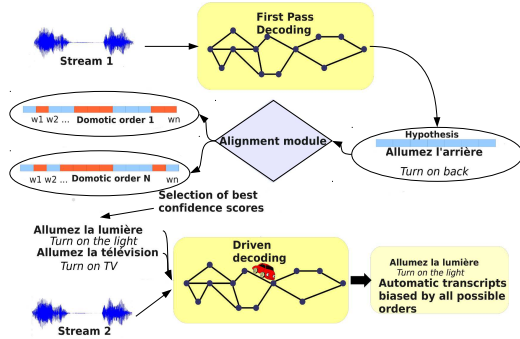 First Pass
Decoding
Stream 1
Hypothesis
Allumez l'arrière
Turn on back
Alignment module
w1 w2 ... Domotic order 1 wn
w1 w2 ... Domotic order N wn
Selection of best
confidence scores
Allumez la lumière
Turn on the light
Allumez la télévision
Turn on TV
Stream 2
Driven
decoding
Allumez la lumière
Turn on the light
Automatic transcripts
biased by all possible
orders